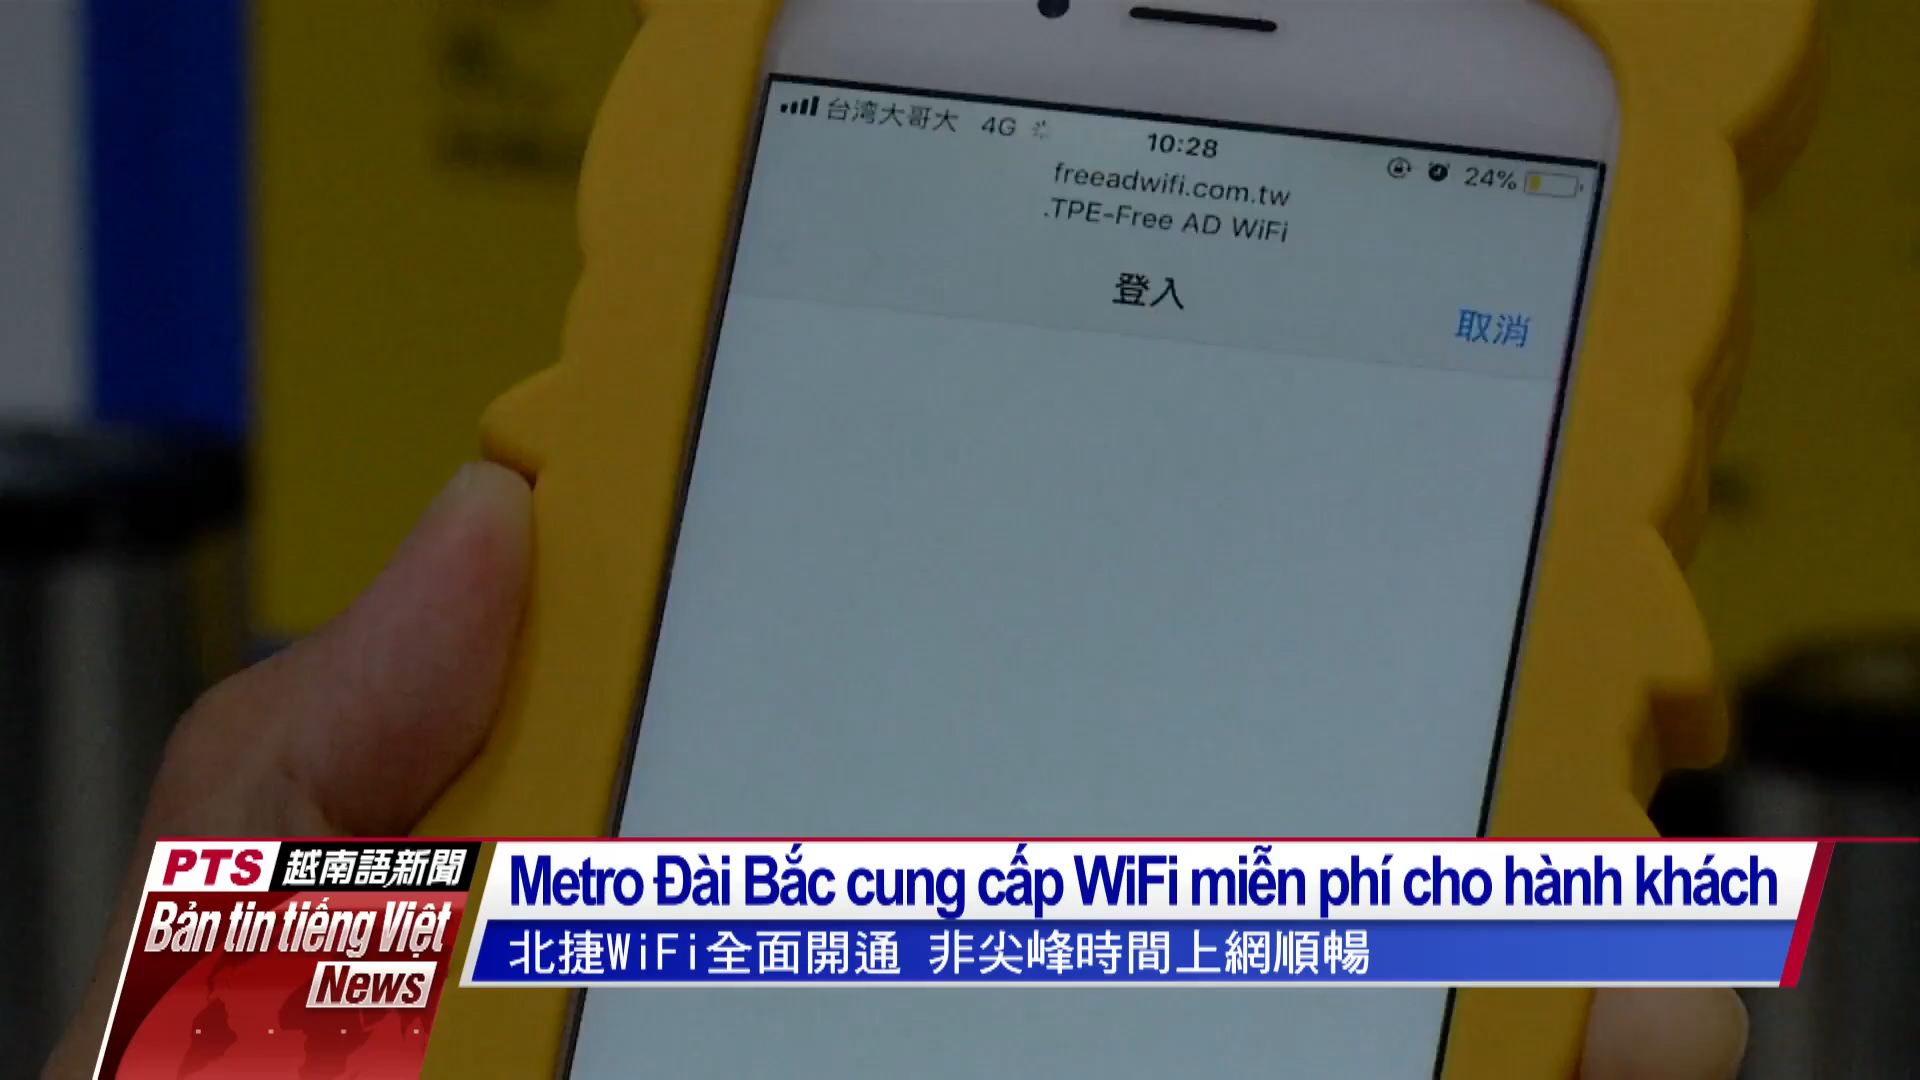 台灣大哥大 4G 10:28 24%
freeadwifi.com.tw
.TPE-Free AD WiFi
登入
取消
PTS 越南語新聞
Bản tin tiếng Việt
News
Metro Đài Bắc cung cấp WiFi miễn phí cho hành khách
北捷WiFi全面開通 非尖峰時間上網順暢